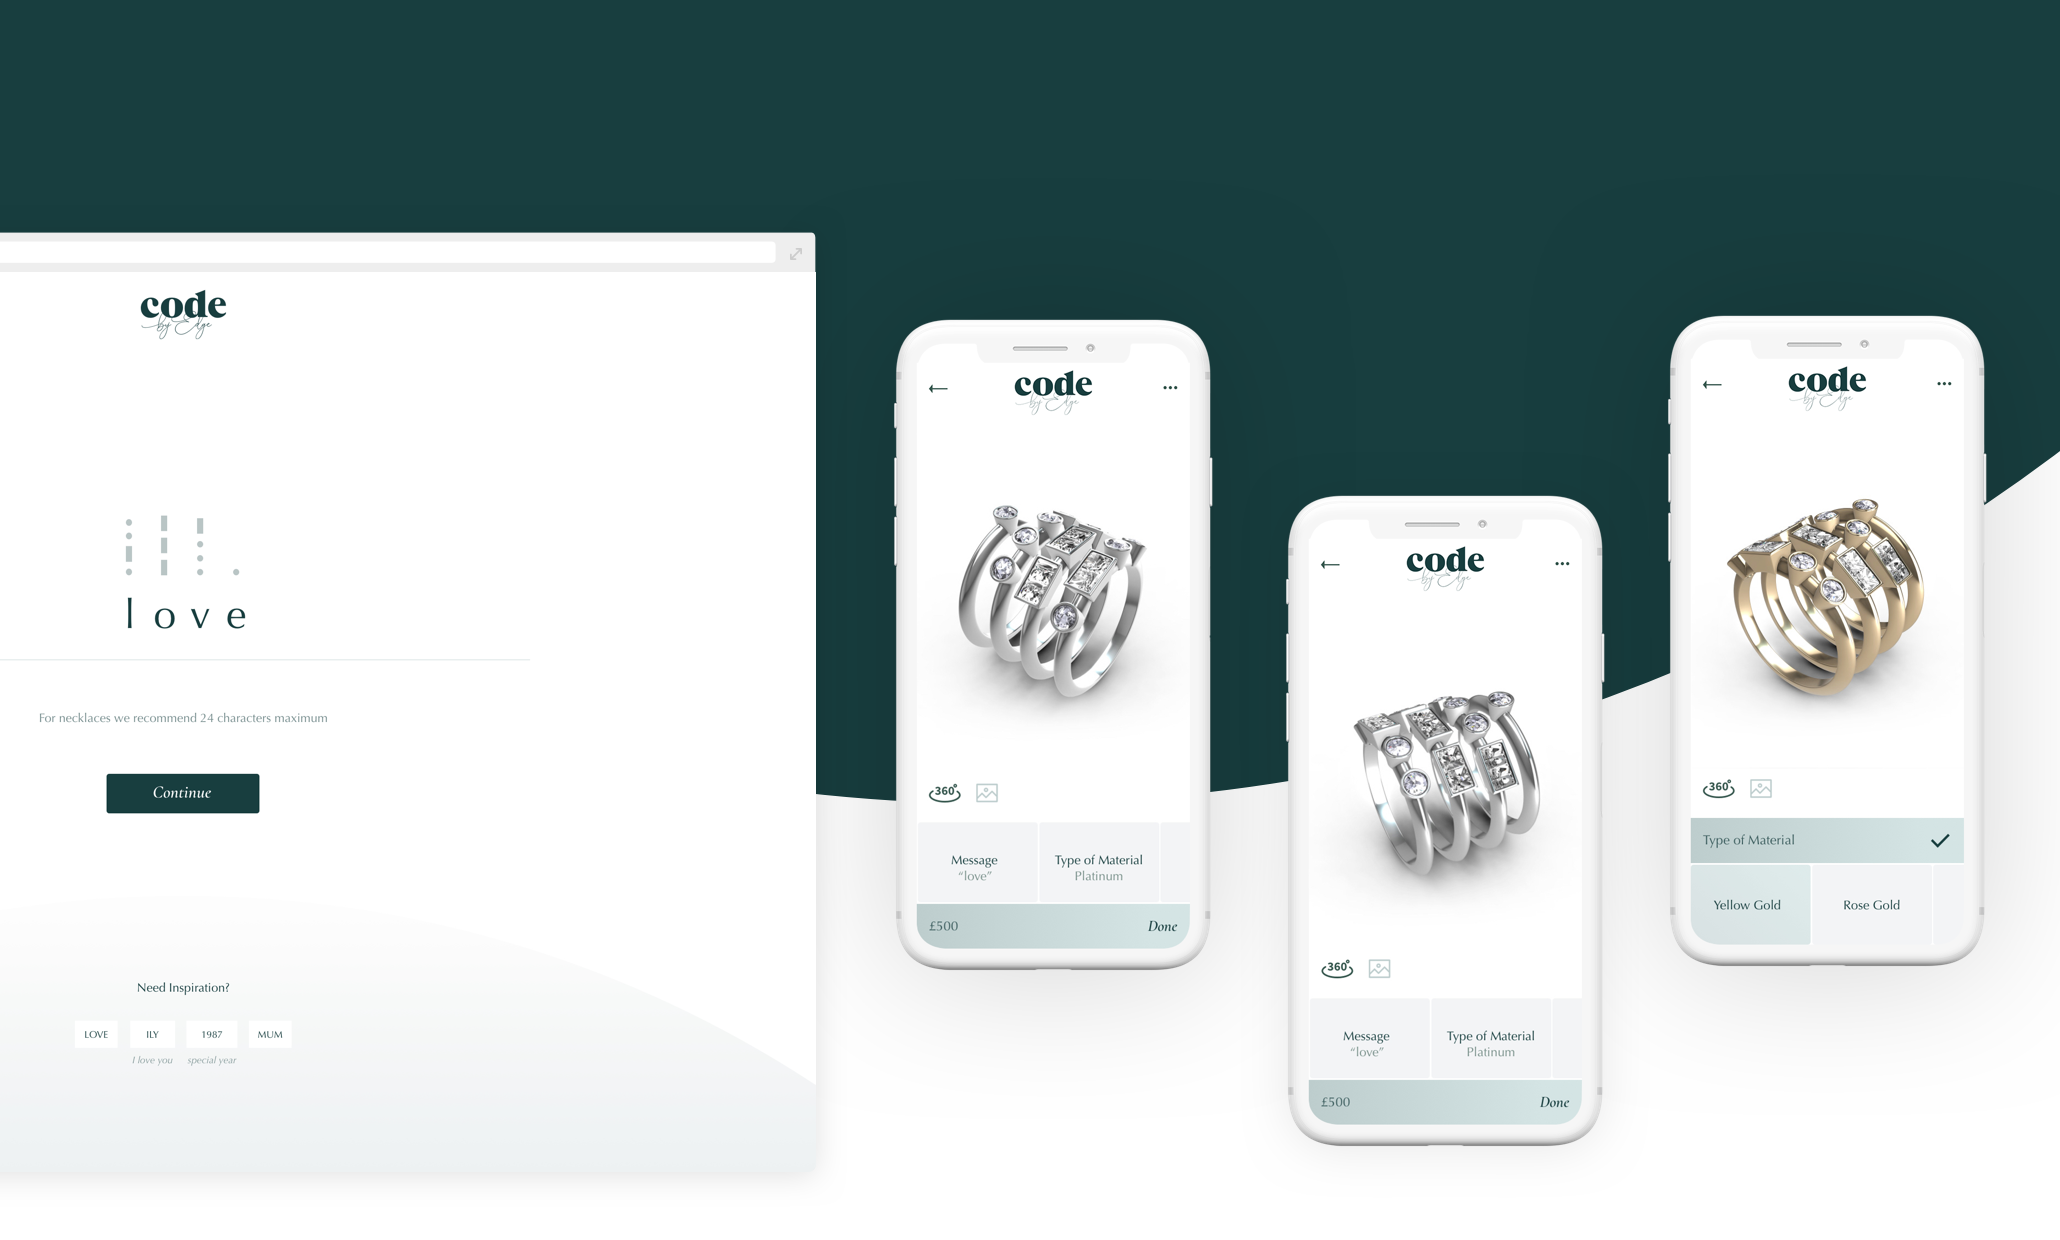 code
by Edge
love
For necklaces we recommend 24 characters maximum
Continue
Need Inspiration?
LOVE ILY 1987 MUM
I love you special year
code
by Edge
360°
Message
“love”
Type of Material
Platinum
£500 Done
code
by Edge
360°
Message
“love”
Type of Material
Platinum
£500 Done
code
by Edge
360°
Type of Material
Yellow Gold
Rose Gold